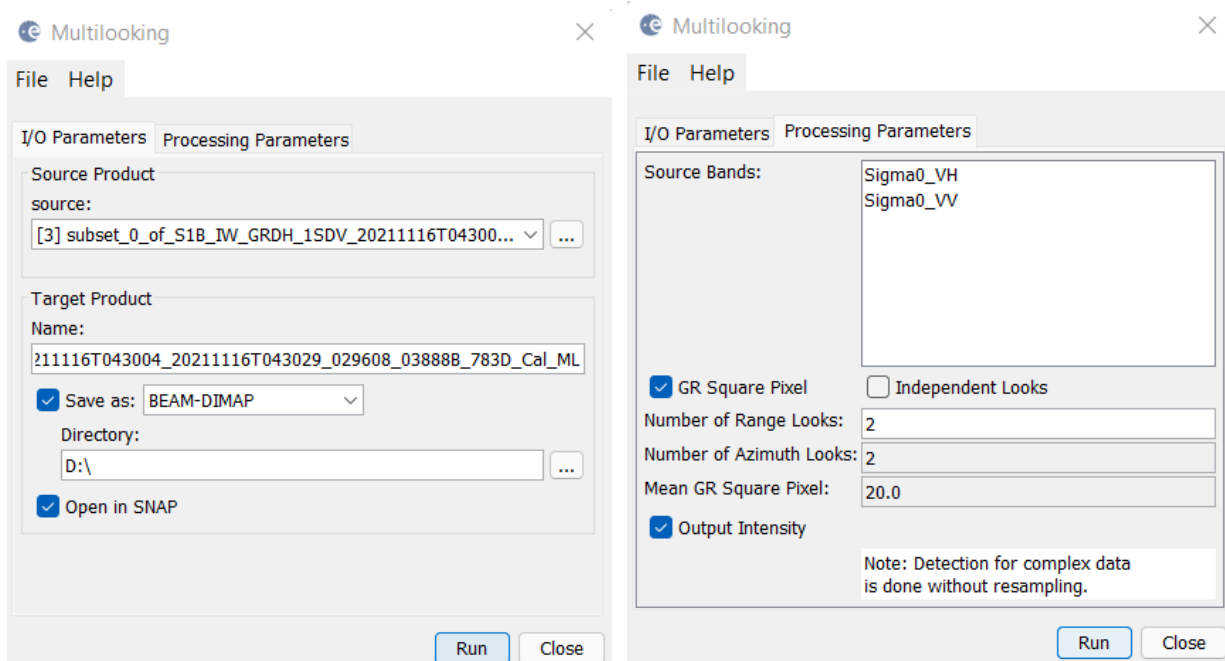 Multilooking
File Help
I/O Parameters Processing Parameters
Source Product
source:
[3] subset_0_of_S1B_IW_GRDH_1SDV_20211116T04300... ...
Target Product
Name:
211116T043004_20211116T043029_029608_03888B_783D_Cal_ML
Save as: BEAM-DIMAP
Directory:
D:\ ...
Open in SNAP
Run Close
Multilooking
File Help
I/O Parameters Processing Parameters
Source Bands: Sigma0_VH
Sigma0_VV
GR Square Pixel Independent Looks
Number of Range Looks: 2
Number of Azimuth Looks: 2
Mean GR Square Pixel: 20.0
Output Intensity
Note: Detection for complex data
is done without resampling.
Run Close